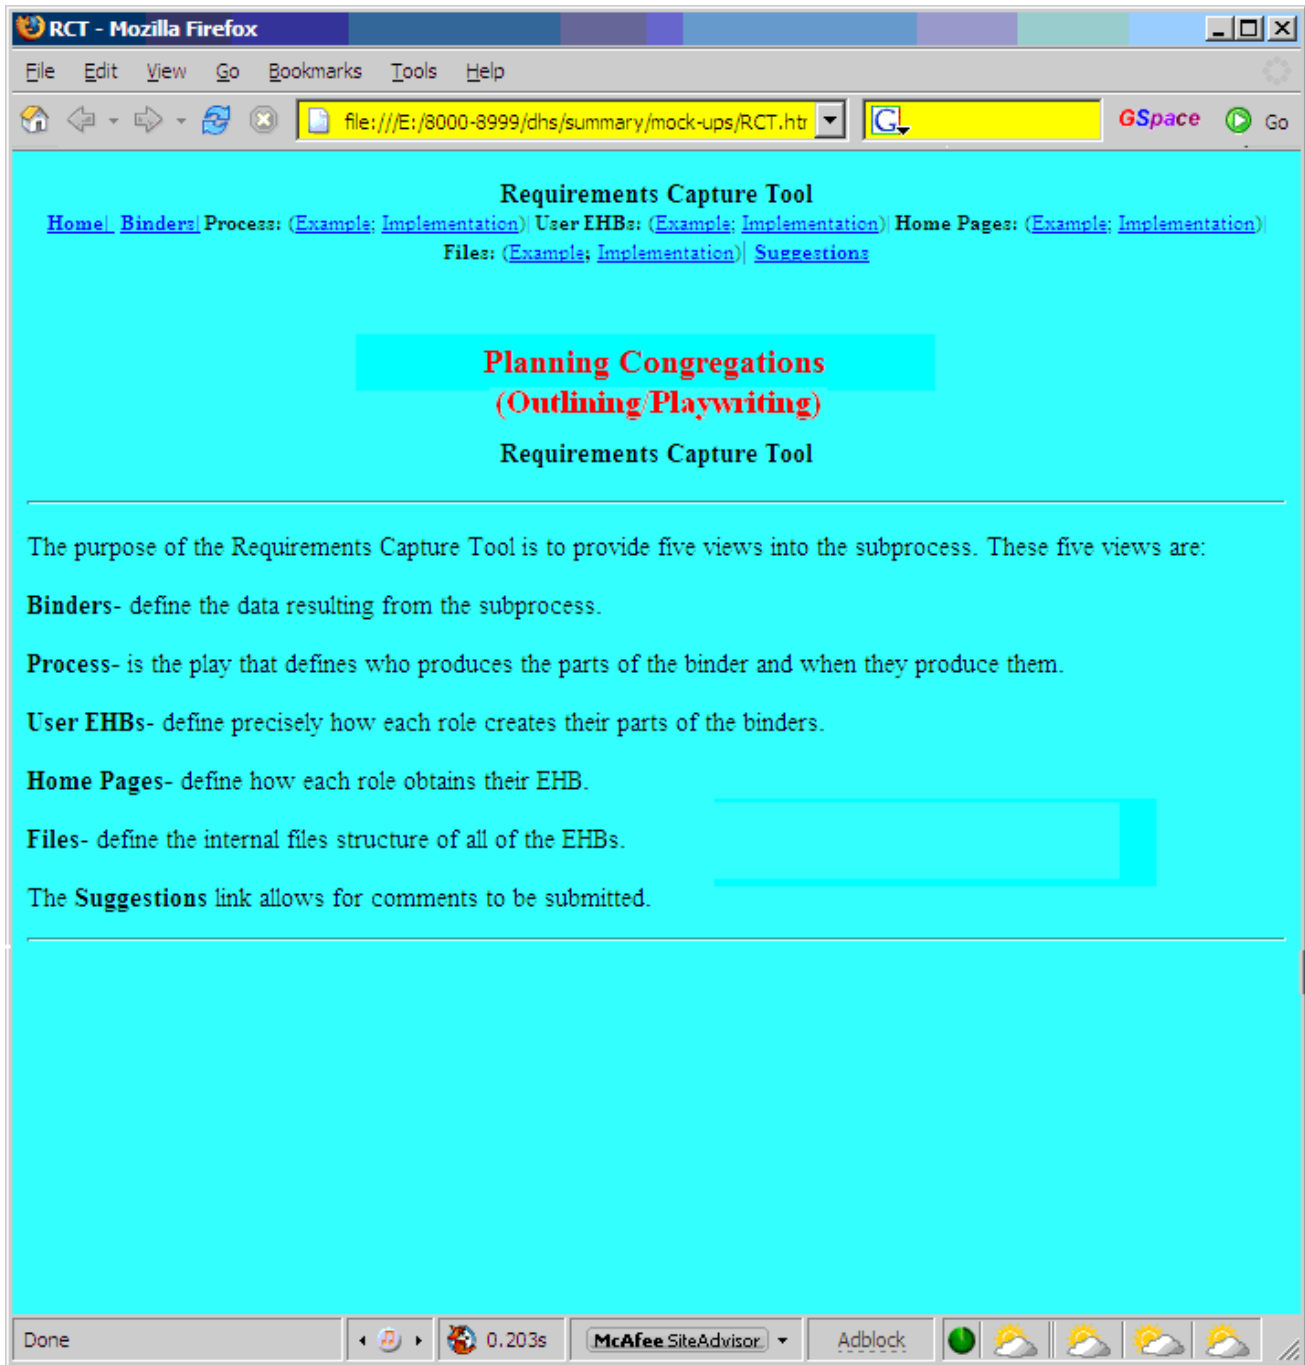 RCT - Mozilla Firefox
File Edit View Go Bookmarks Tools Help
file:///E:/8000-8999/dhs/summary/mock-ups/RCT.htr G GSpace Go
Requirements Capture Tool
Home| Binders| Process: (Example; Implementation)| User EHBs: (Example; Implementation)| Home Pages: (Example; Implementation)|
Files: (Example; Implementation)| Suggestions
Planning Congregations
(Outlining/Playwriting)
Requirements Capture Tool
The purpose of the Requirements Capture Tool is to provide five views into the subprocess. These five views are:
Binders- define the data resulting from the subprocess.
Process- is the play that defines who produces the parts of the binder and when they produce them.
User EHBs- define precisely how each role creates their parts of the binders.
Home Pages- define how each role obtains their EHB.
Files- define the internal files structure of all of the EHBs.
The Suggestions link allows for comments to be submitted.
Done 0.203s McAfee SiteAdvisor Adblock